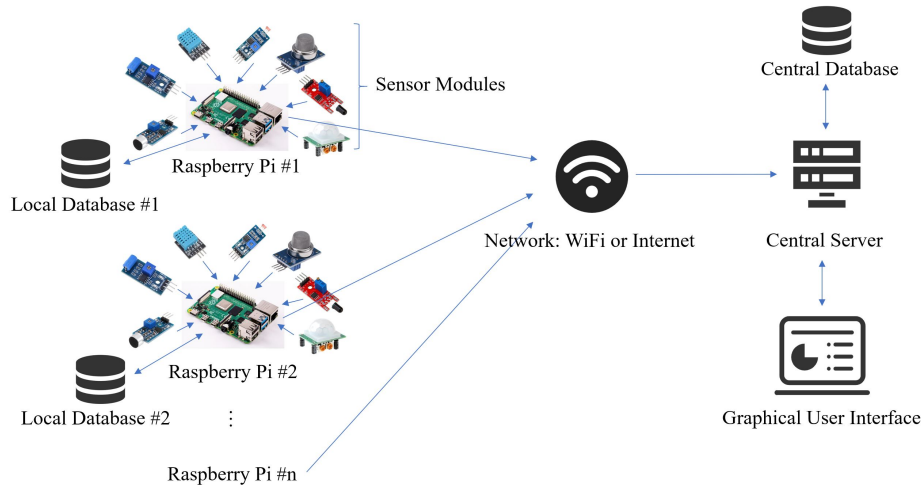 Sensor Modules
Central Database
Raspberry Pi #1
Local Database #1
Network: WiFi or Internet
Central Server
Raspberry Pi #2
Local Database #2
⋮
Graphical User Interface
Raspberry Pi #n